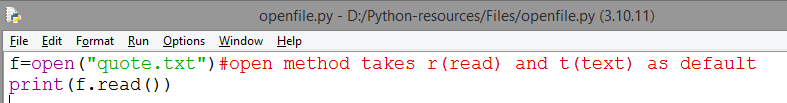 openfile.py - D:/Python-resources/Files/openfile.py (3.10.11)
File Edit Format Run Options Window Help
f=open("quote.txt")#open method takes r(read) and t(text) as default
print(f.read())